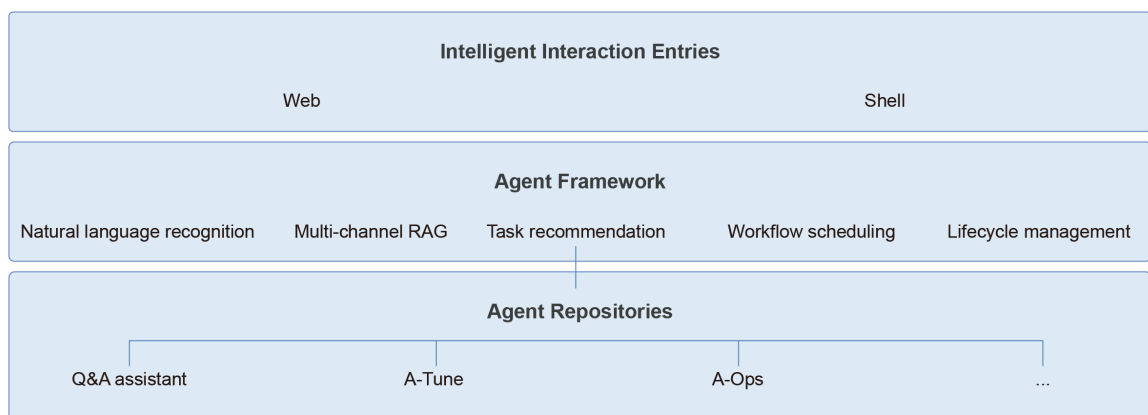 Intelligent Interaction Entries
Web Shell
Agent Framework
Natural language recognition Multi-channel RAG Task recommendation Workflow scheduling Lifecycle management
Agent Repositories
Q&A assistant A-Tune A-Ops ...